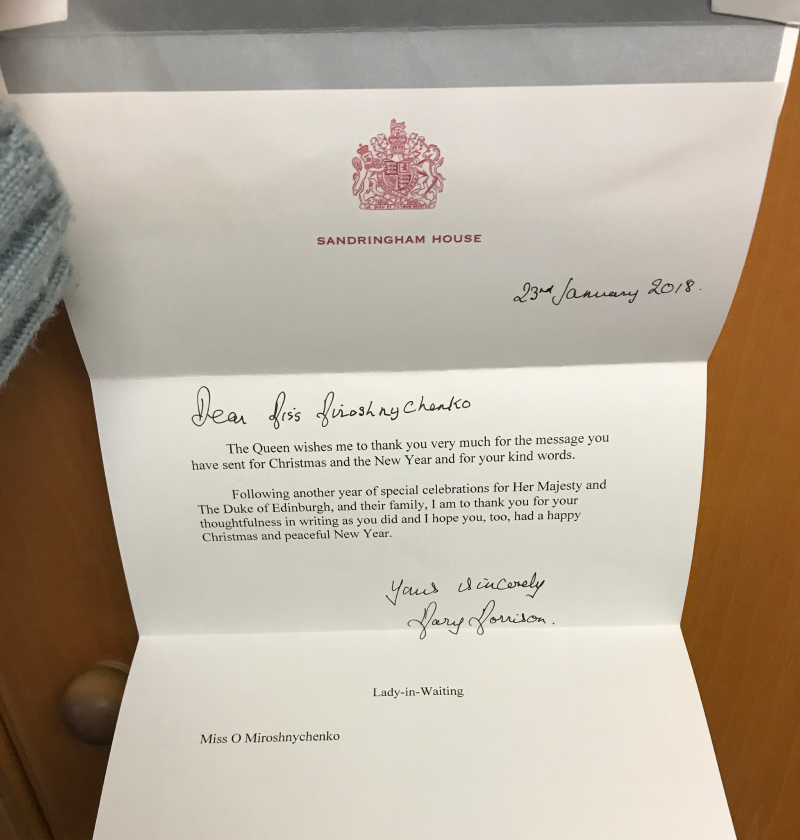 SANDRINGHAM HOUSE
23rd January 2018.
Dear Miss Miroshnychenko
The Queen wishes me to thank you very much for the message you
have sent for Christmas and the New Year and for your kind words.
Following another year of special celebrations for Her Majesty and
The Duke of Edinburgh, and their family, I am to thank you for your
thoughtfulness in writing as you did and I hope you, too, had a happy
Christmas and peaceful New Year.
Yours sincerely
Mary Morrison.
Lady-in-Waiting
Miss O Miroshnychenko